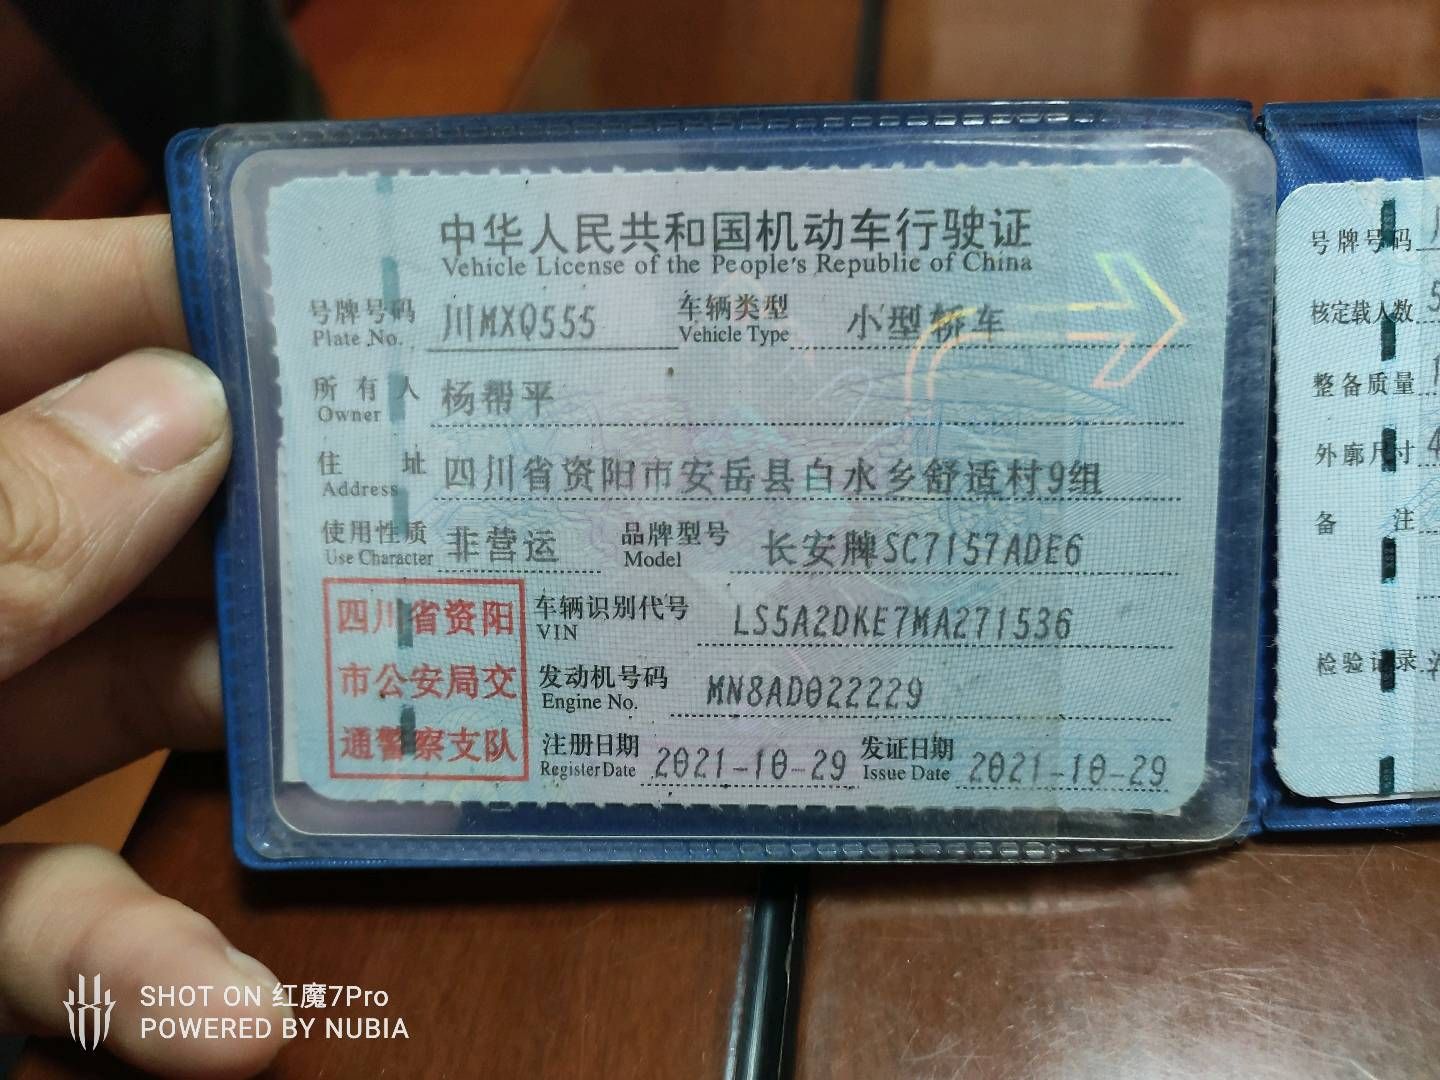 中华人民共和国机动车行驶证
Vehicle License of the People's Republic of China
号牌号码 川MXQ555 车辆类型 小型轿车
Plate No. Vehicle Type
所有人 杨帮平
Owner
住址 四川省资阳市安岳县白水乡舒适村9组
Address
使用性质 非营运 品牌型号 长安牌SC7157ADE6
Use Character Model
四川省资阳
市公安局交
通警察支队
车辆识别代号 LS5A2DKE7MA271536
VIN
发动机号码 MN8AD022229
Engine No.
注册日期 2021-10-29 发证日期 2021-10-29
Register Date Issue Date
号牌号码
核定载人数 5
整备质量
外廓尺寸 4
备注
检验记录
SHOT ON 红魔7Pro
POWERED BY NUBIA